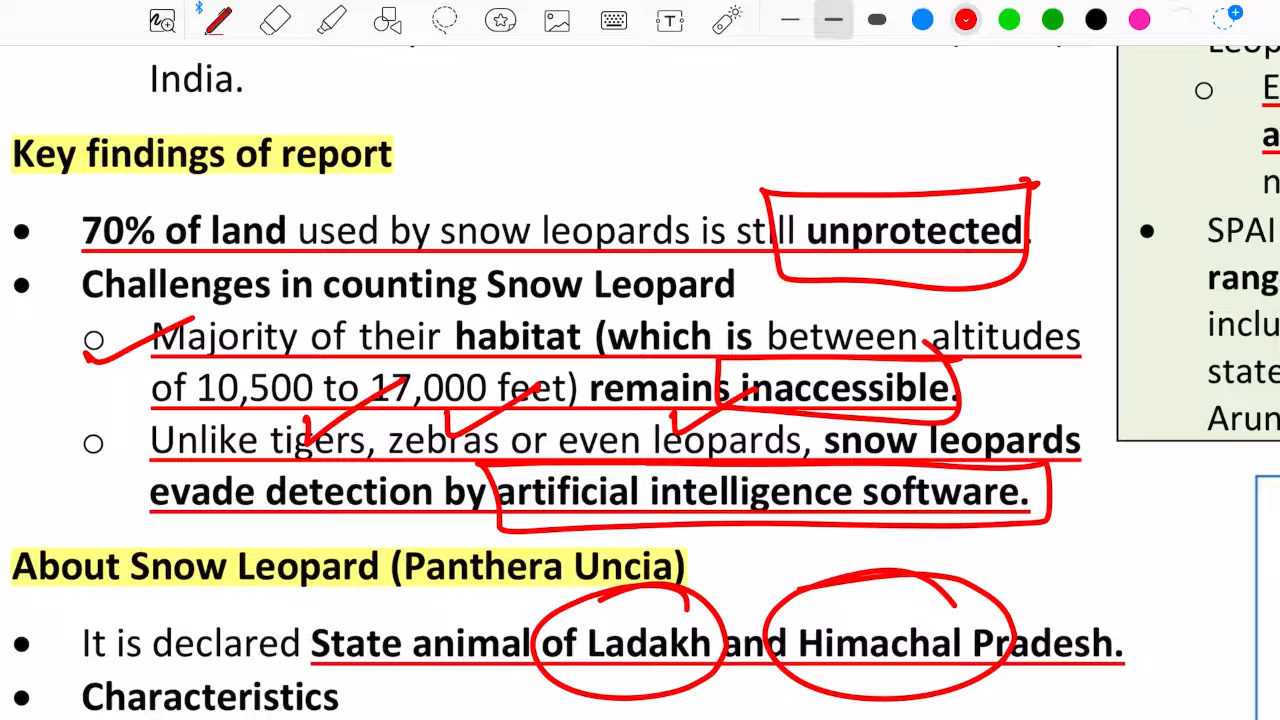 India.
Key findings of report
• 70% of land used by snow leopards is still unprotected.
• Challenges in counting Snow Leopard
o Majority of their habitat (which is between altitudes
of 10,500 to 17,000 feet) remains inaccessible.
o Unlike tigers, zebras or even leopards, snow leopards
evade detection by artificial intelligence software.
About Snow Leopard (Panthera Uncia)
• It is declared State animal of Ladakh and Himachal Pradesh.
• Characteristics
o E
a
n
• SPAI
rang
inclu
state
Arun